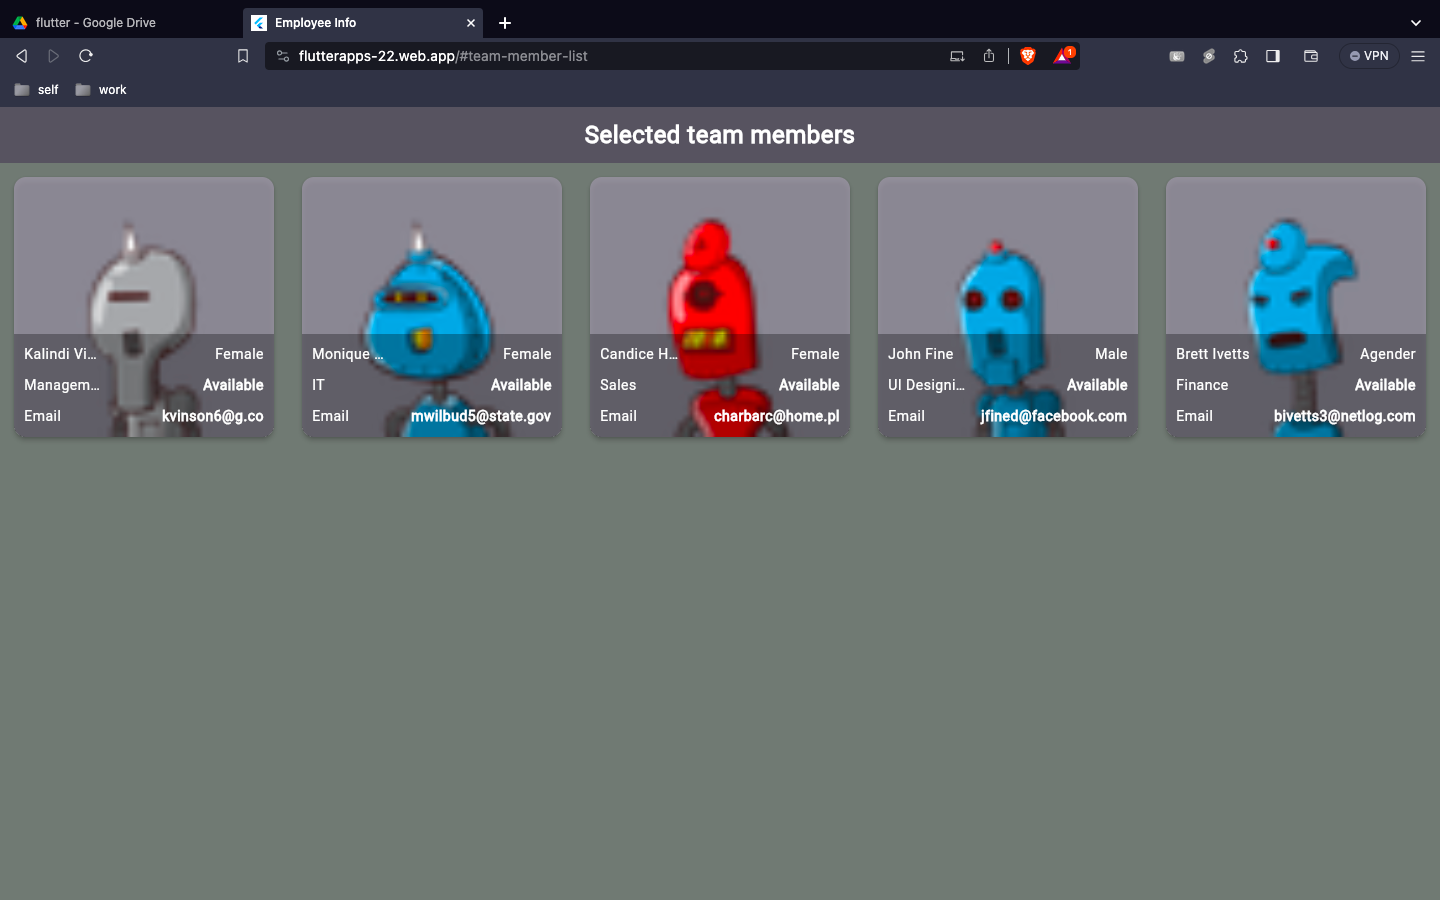 flutter - Google Drive
Employee Info
flutterapps-22.web.app/#team-member-list
1
VPN
self
work
Selected team members
Kalindi Vi... Female
Managem... Available
Email kvinson6@g.co
Monique ... Female
IT Available
Email mwilbud5@state.gov
Candice H... Female
Sales Available
Email charbarc@home.pl
John Fine Male
UI Designi... Available
Email jfined@facebook.com
Brett Ivetts Agender
Finance Available
Email bivetts3@netlog.com